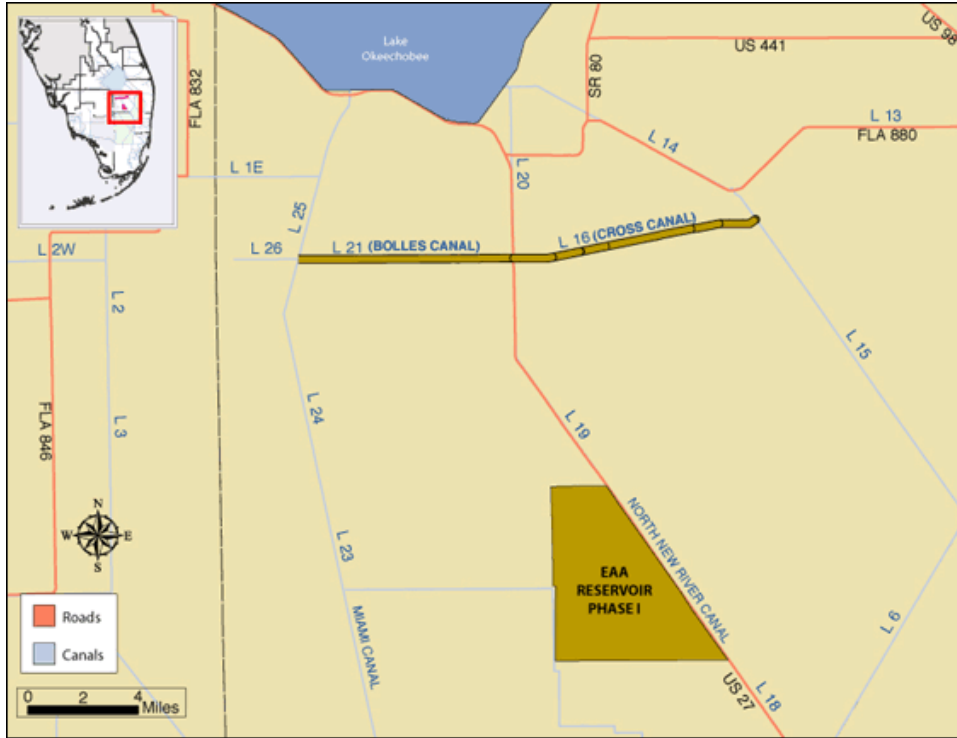 Lake
Okeechobee
US 98
US 441
SR 80
FLA 832
L 13
FLA 880
L 14
L 1E
L 20
L 25
L 16 (CROSS CANAL)
L 2W
L 26
L 21 (BOLLES CANAL)
L 2
L 15
L 24
L 3
FLA 846
L 19
N
W
E
S
NORTH NEW RIVER CANAL
L 23
EAA
RESERVOIR
PHASE I
Roads
MIAMI CANAL
L 6
Canals
US 27
L 18
0 2 4
Miles